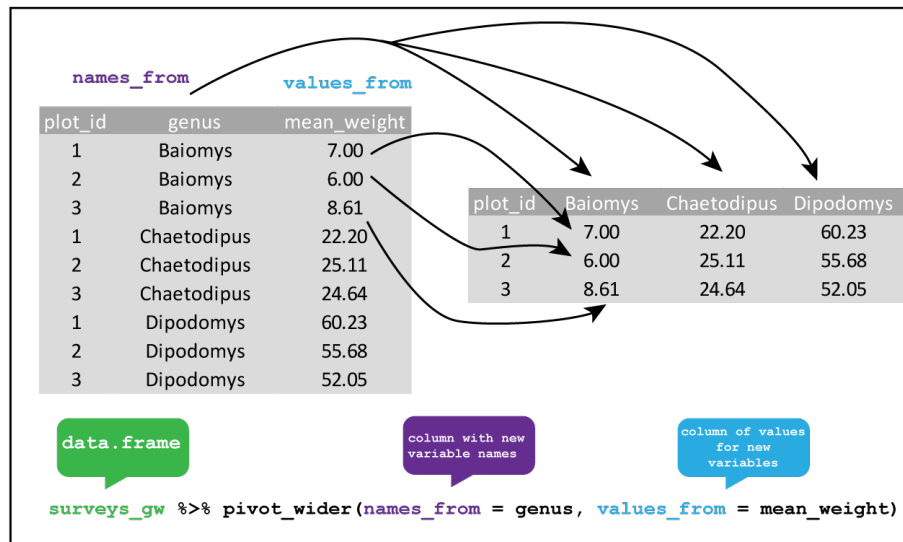 names_from values_from
plot_id genus mean_weight
1 Baiomys 7.00
2 Baiomys 6.00
3 Baiomys 8.61
1 Chaetodipus 22.20
2 Chaetodipus 25.11
3 Chaetodipus 24.64
1 Dipodomys 60.23
2 Dipodomys 55.68
3 Dipodomys 52.05
plot_id Baiomys Chaetodipus Dipodomys
1 7.00 22.20 60.23
2 6.00 25.11 55.68
3 8.61 24.64 52.05
data.frame
column with new
variable names
column of values
for new
variables
surveys_gw %>% pivot_wider(names_from = genus, values_from = mean_weight)